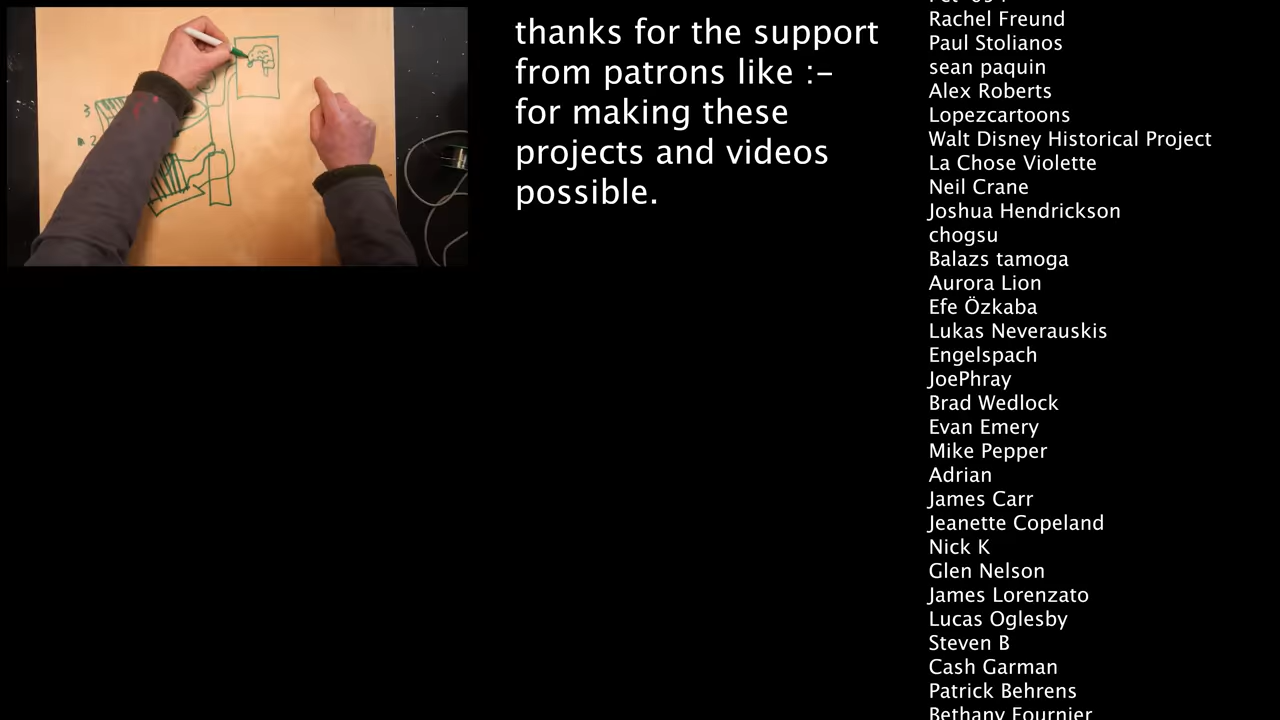 thanks for the support
from patrons like :-
for making these
projects and videos
possible.
Rachel Freund
Paul Stolianos
sean paquin
Alex Roberts
Lopezcartoons
Walt Disney Historical Project
La Chose Violette
Neil Crane
Joshua Hendrickson
chogsu
Balazs tamoga
Aurora Lion
Efe Özkaba
Lukas Neverauskis
Engelspach
JoePhray
Brad Wedlock
Evan Emery
Mike Pepper
Adrian
James Carr
Jeanette Copeland
Nick K
Glen Nelson
James Lorenzato
Lucas Oglesby
Steven B
Cash Garman
Patrick Behrens
Bethany Fournier